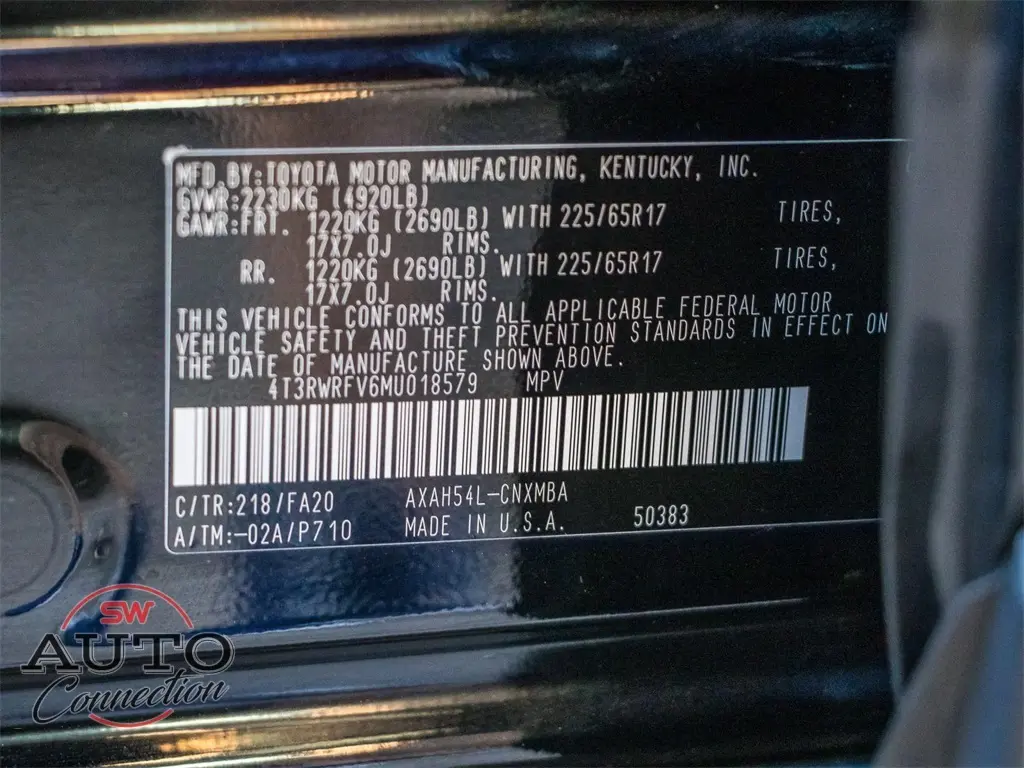 MFD.BY:TOYOTA MOTOR MANUFACTURING, KENTUCKY, INC.
GVWR:2230KG (4920LB)
GAWR:FRT. 1220KG (2690LB) WITH 225/65R17 TIRES,
17X7.0J RIMS.
RR. 1220KG (2690LB) WITH 225/65R17 TIRES,
17X7.0J RIMS.
THIS VEHICLE CONFORMS TO ALL APPLICABLE FEDERAL MOTOR
VEHICLE SAFETY AND THEFT PREVENTION STANDARDS IN EFFECT ON
THE DATE OF MANUFACTURE SHOWN ABOVE.
4T3RWRFV6MU018579 MPV
C/TR:218/FA20 AXAH54L-CNXMBA
A/TM:-02A/P710 MADE IN U.S.A. 50383
SW
AUTO
Connection